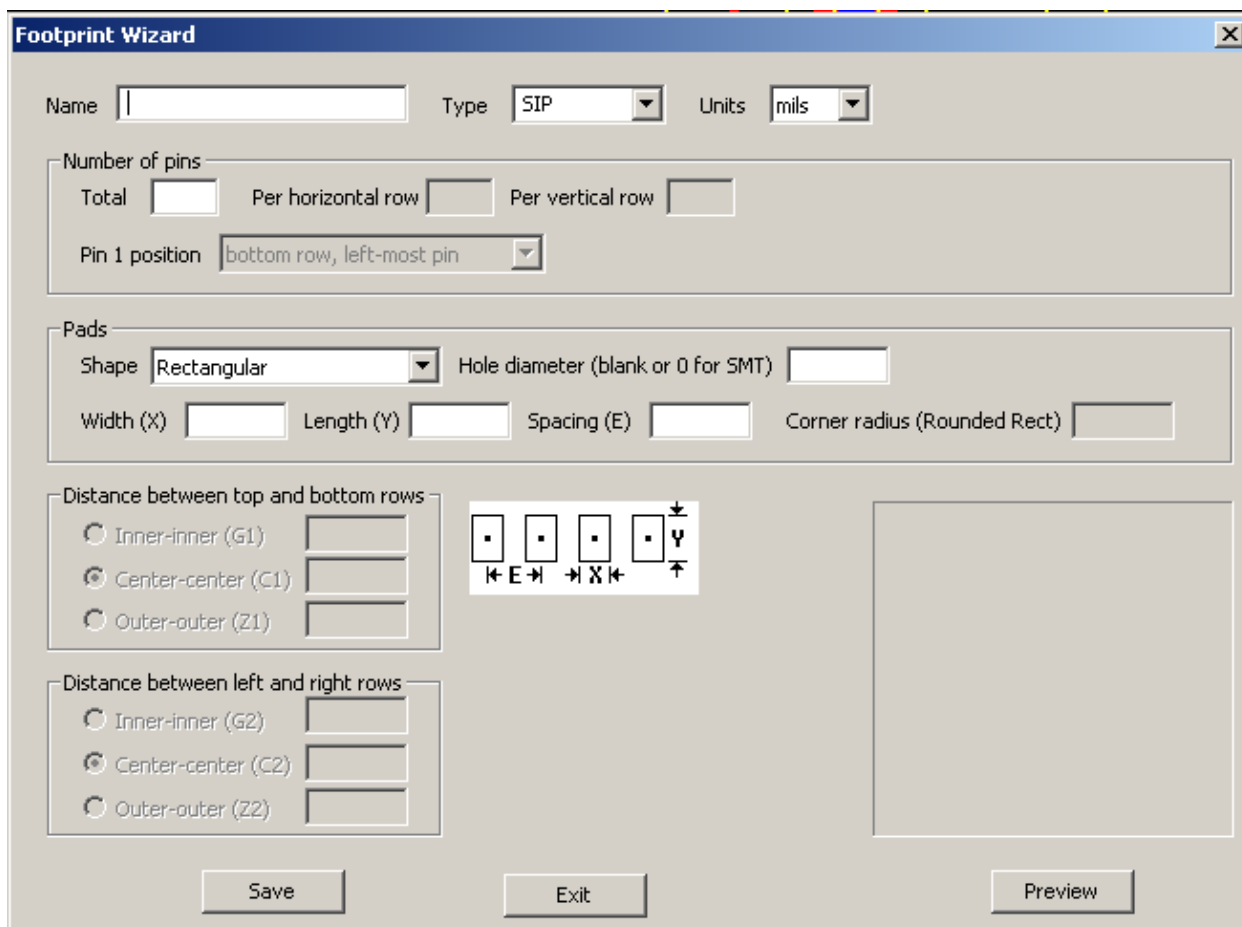 Footprint Wizard
Name Type SIP Units mils
Number of pins
Total Per horizontal row Per vertical row
Pin 1 position bottom row, left-most pin
Pads
Shape Rectangular Hole diameter (blank or 0 for SMT)
Width (X) Length (Y) Spacing (E) Corner radius (Rounded Rect)
Distance between top and bottom rows
Inner-inner (G1)
Center-center (C1)
Outer-outer (Z1)
Y
E X
Distance between left and right rows
Inner-inner (G2)
Center-center (C2)
Outer-outer (Z2)
Save Exit Preview